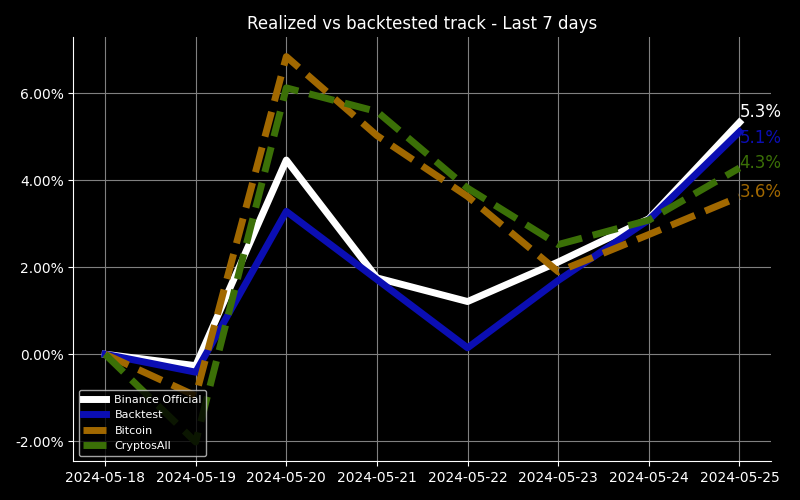 Realized vs backtested track - Last 7 days
6.00%
4.00%
2.00%
0.00%
-2.00%
5.3%
5.1%
4.3%
3.6%
Binance Official
Backtest
Bitcoin
CryptosAll
2024-05-18 2024-05-19 2024-05-20 2024-05-21 2024-05-22 2024-05-23 2024-05-24 2024-05-25